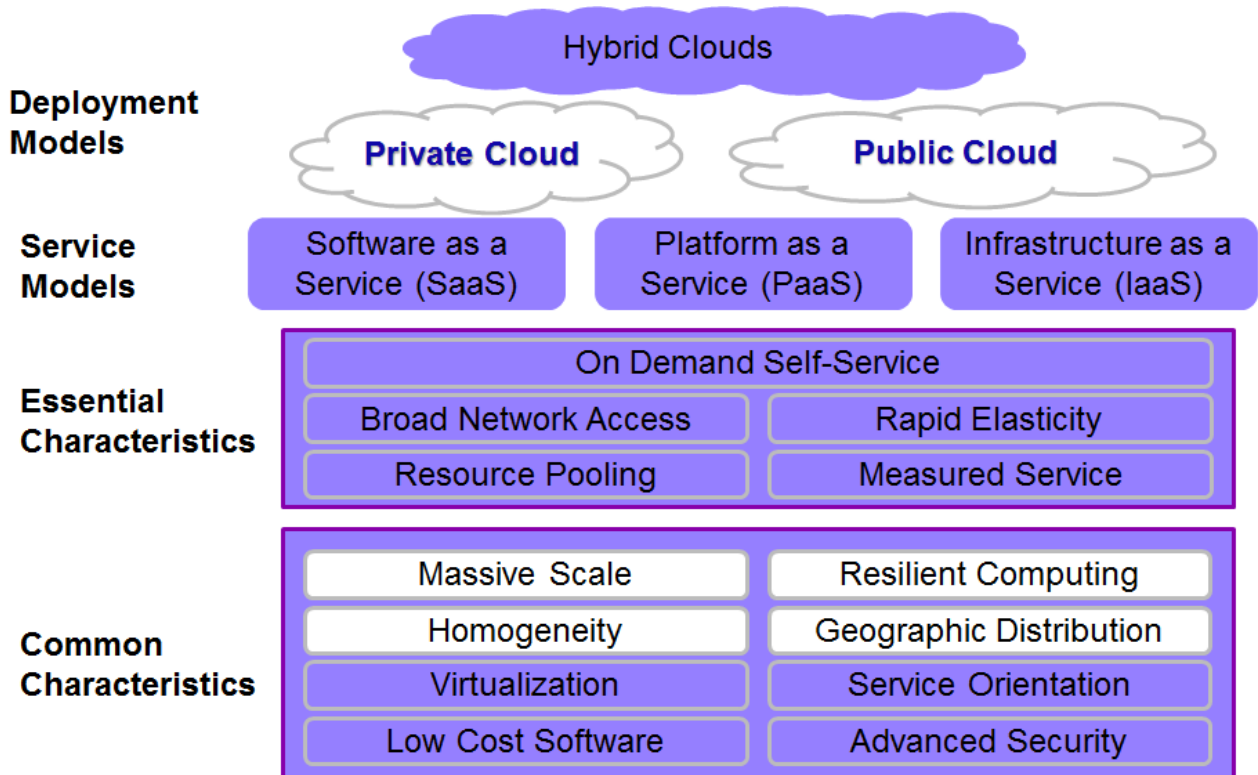 Hybrid Clouds
Deployment
Models
Private Cloud
Public Cloud
Service
Models
Software as a
Service (SaaS)
Platform as a
Service (PaaS)
Infrastructure as a
Service (IaaS)
Essential
Characteristics
On Demand Self-Service
Broad Network Access
Rapid Elasticity
Resource Pooling
Measured Service
Common
Characteristics
Massive Scale
Resilient Computing
Homogeneity
Geographic Distribution
Virtualization
Service Orientation
Low Cost Software
Advanced Security